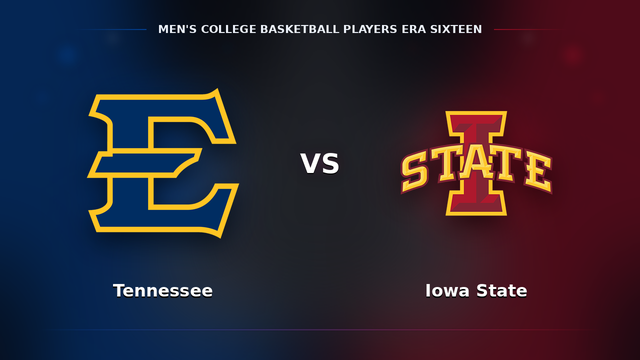 MEN'S COLLEGE BASKETBALL PLAYERS ERA SIXTEEN
E
VS
I
STATE
Tennessee
Iowa State